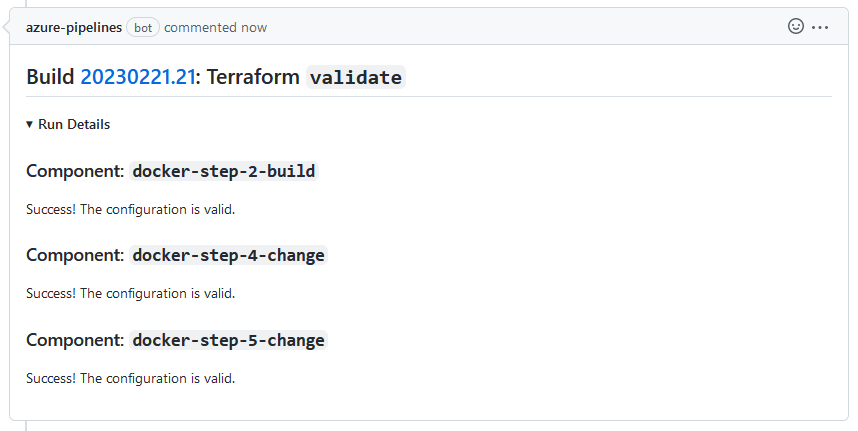 azure-pipelines bot commented now
Build 20230221.21: Terraform validate
▾ Run Details
Component: docker-step-2-build
Success! The configuration is valid.
Component: docker-step-4-change
Success! The configuration is valid.
Component: docker-step-5-change
Success! The configuration is valid.